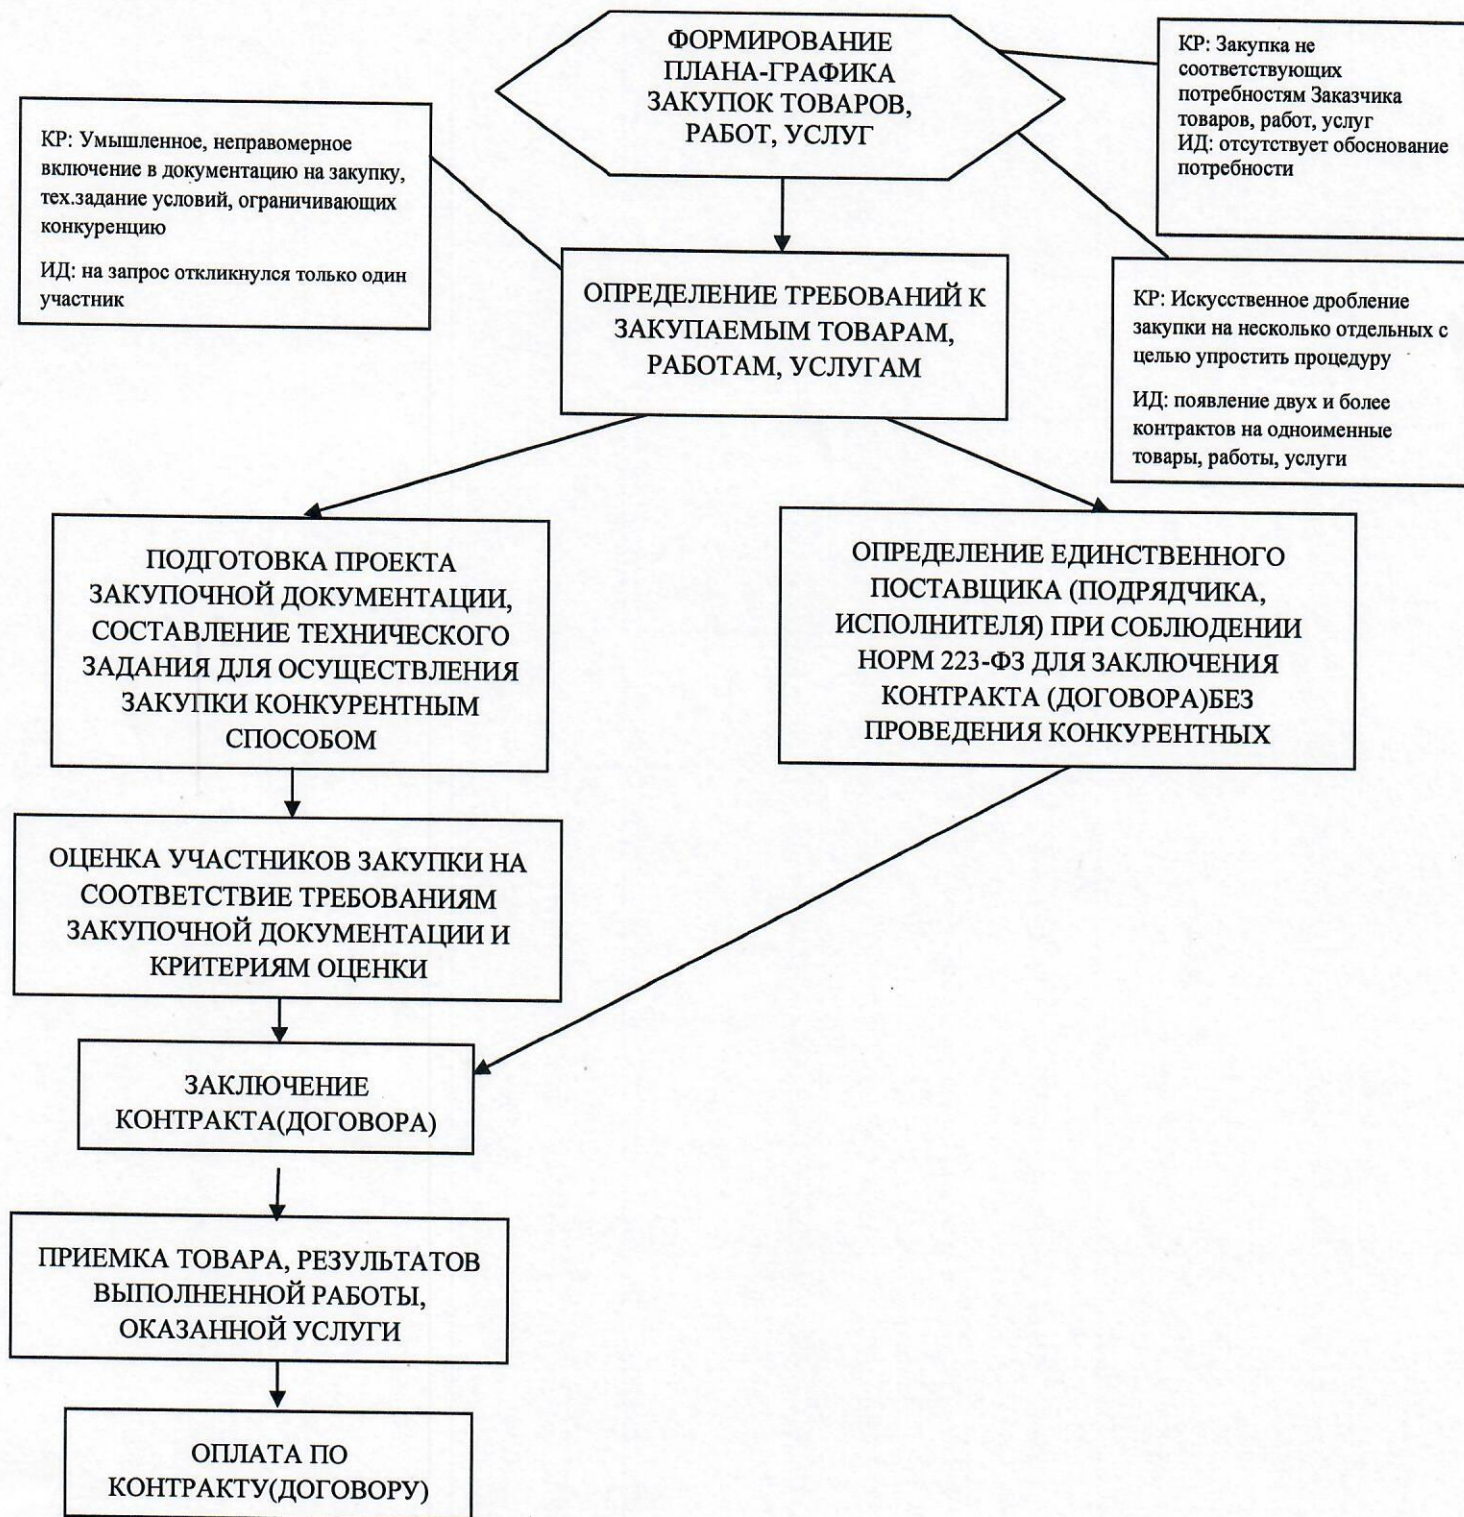 ФОРМИРОВАНИЕ
ПЛАНА-ГРАФИКА
ЗАКУПОК ТОВАРОВ,
РАБОТ, УСЛУГ
КР: Закупка не
соответствующих
потребностям Заказчика
товаров, работ, услуг
ИД: отсутствует обоснование
потребности
КР: Умышленное, неправомерное
включение в документацию на закупку,
тех.задание условий, ограничивающих
конкуренцию
ИД: на запрос откликнулся только один
участник
ОПРЕДЕЛЕНИЕ ТРЕБОВАНИЙ К
ЗАКУПАЕМЫМ ТОВАРАМ,
РАБОТАМ, УСЛУГАМ
КР: Искусственное дробление
закупки на несколько отдельных с
целью упростить процедуру
ИД: появление двух и более
контрактов на одноименные
товары, работы, услуги
ПОДГОТОВКА ПРОЕКТА
ЗАКУПОЧНОЙ ДОКУМЕНТАЦИИ,
СОСТАВЛЕНИЕ ТЕХНИЧЕСКОГО
ЗАДАНИЯ ДЛЯ ОСУЩЕСТВЛЕНИЯ
ЗАКУПКИ КОНКУРЕНТНЫМ
СПОСОБОМ
ОПРЕДЕЛЕНИЕ ЕДИНСТВЕННОГО
ПОСТАВЩИКА (ПОДРЯДЧИКА,
ИСПОЛНИТЕЛЯ) ПРИ СОБЛЮДЕНИИ
НОРМ 223-ФЗ ДЛЯ ЗАКЛЮЧЕНИЯ
КОНТРАКТА (ДОГОВОРА)БЕЗ
ПРОВЕДЕНИЯ КОНКУРЕНТНЫХ
ОЦЕНКА УЧАСТНИКОВ ЗАКУПКИ НА
СООТВЕТСТВИЕ ТРЕБОВАНИЯМ
ЗАКУПОЧНОЙ ДОКУМЕНТАЦИИ И
КРИТЕРИЯМ ОЦЕНКИ
ЗАКЛЮЧЕНИЕ
КОНТРАКТА(ДОГОВОРА)
ПРИЕМКА ТОВАРА, РЕЗУЛЬТАТОВ
ВЫПОЛНЕННОЙ РАБОТЫ,
ОКАЗАННОЙ УСЛУГИ
ОПЛАТА ПО
КОНТРАКТУ(ДОГОВОРУ)